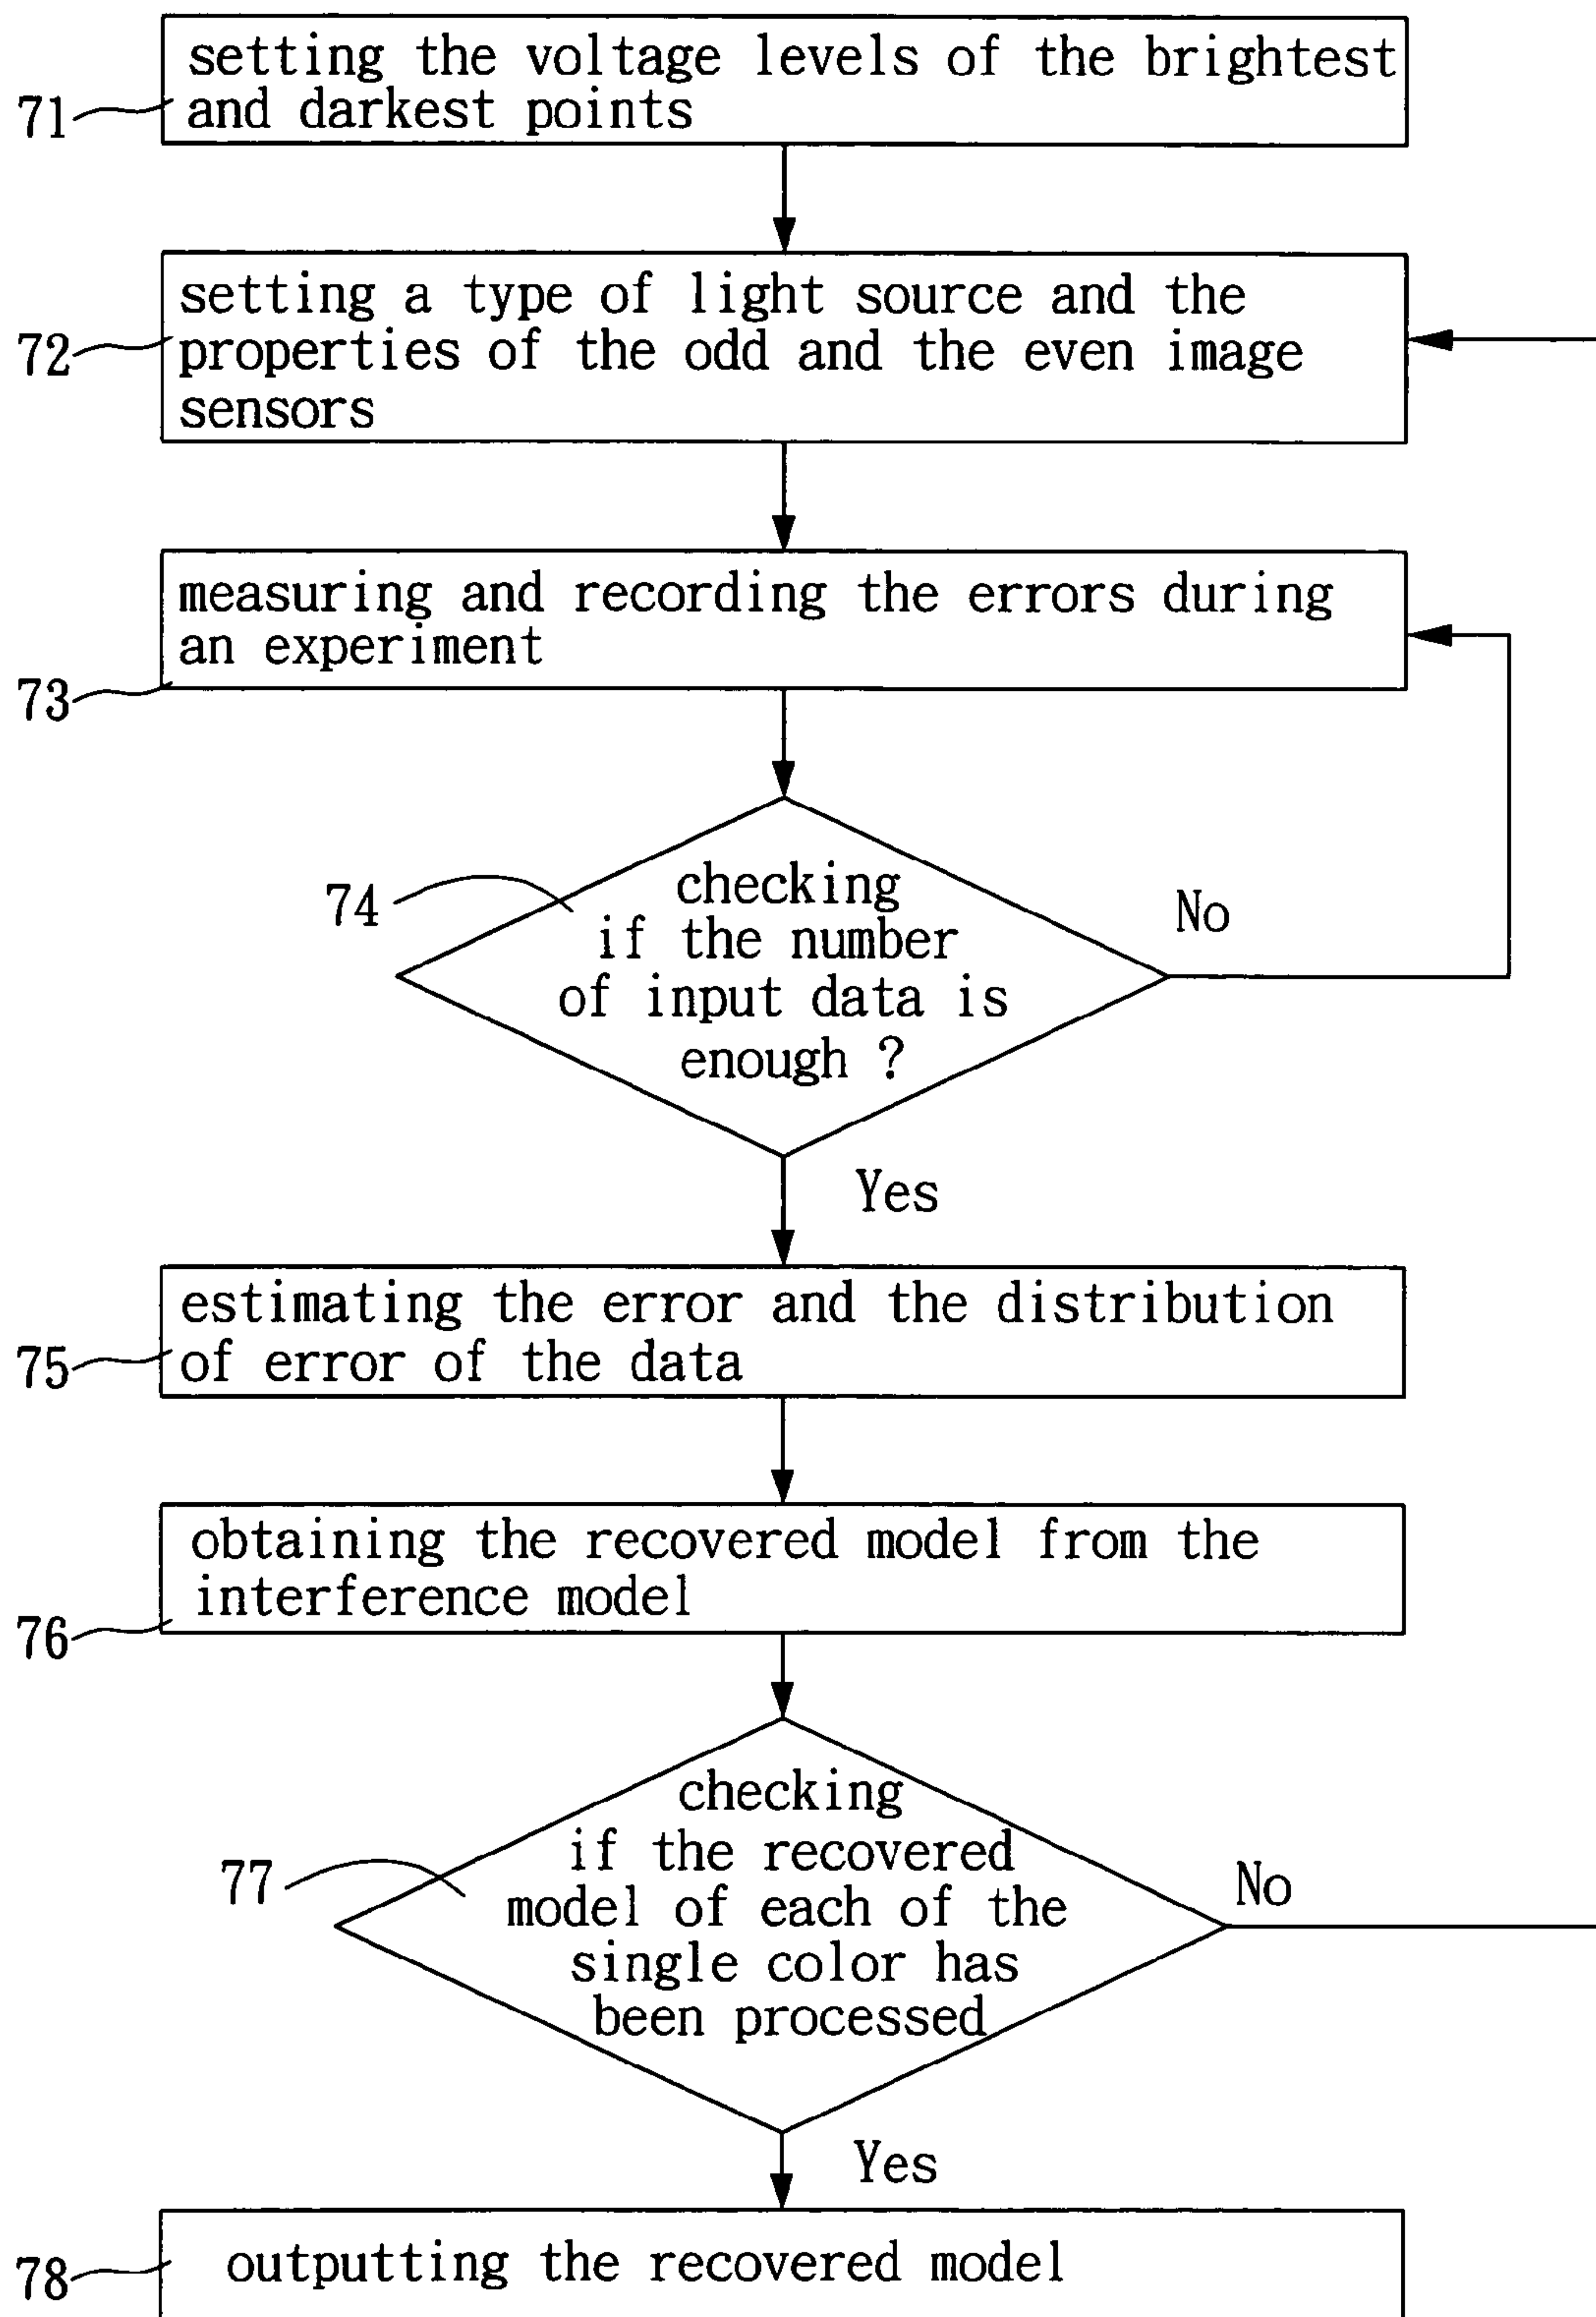 setting the voltage levels of the brightest
71
and darkest points
setting a type of light source and the
72
properties of the odd and the even image
sensors
measuring and recording the errors during
an experiment
73
74
checking
if the number
of input data is
enough ?
No
Yes
estimating the error and the distribution
75
of error of the data
obtaining the recovered model from the
interference model
76
77
checking
if the recovered
model of each of the
single color has
been processed
No
Yes
78
outputting the recovered model